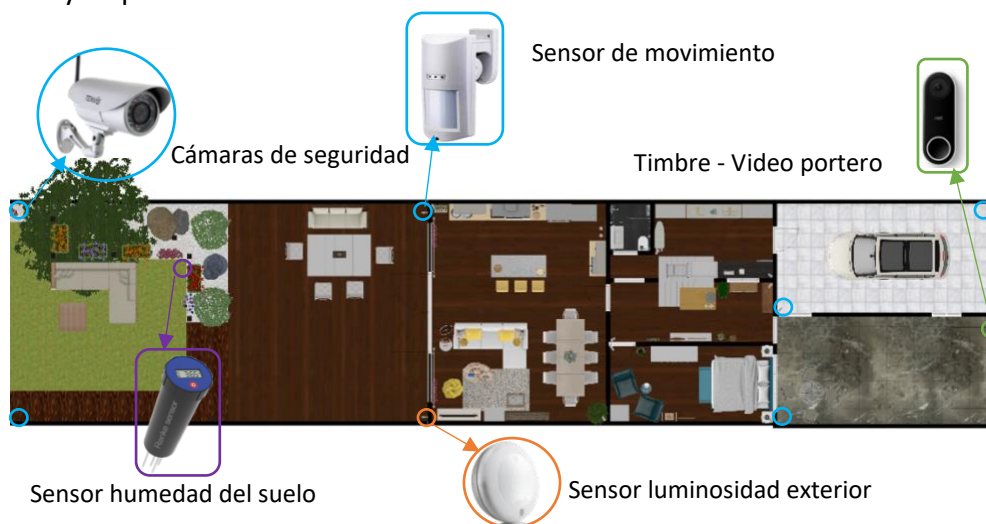 Sensor de movimiento
Cámaras de seguridad
Timbre - Video portero
Sensor humedad del suelo
Sensor luminosidad exterior